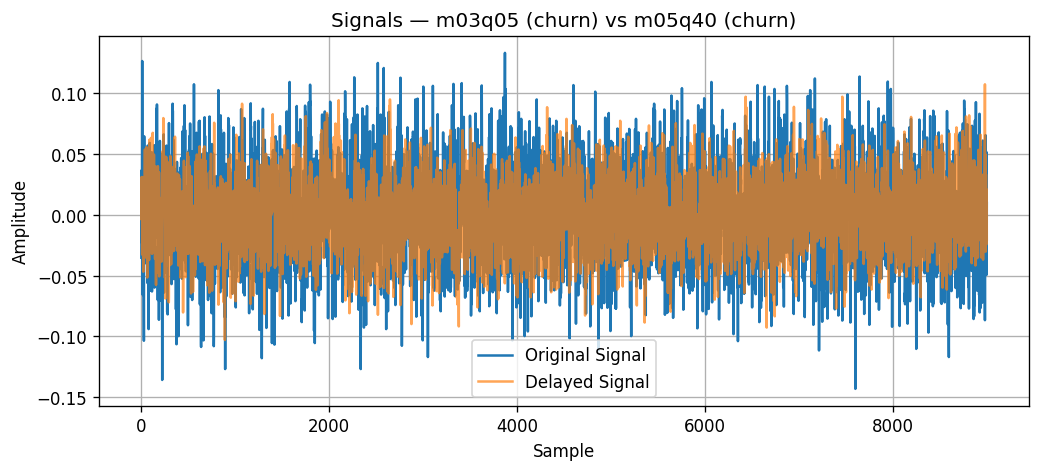 Signals — m03q05 (churn) vs m05q40 (churn)
Amplitude
0.10
0.05
0.00
−0.05
−0.10
−0.15
Original Signal
Delayed Signal
0 2000 4000 6000 8000
Sample